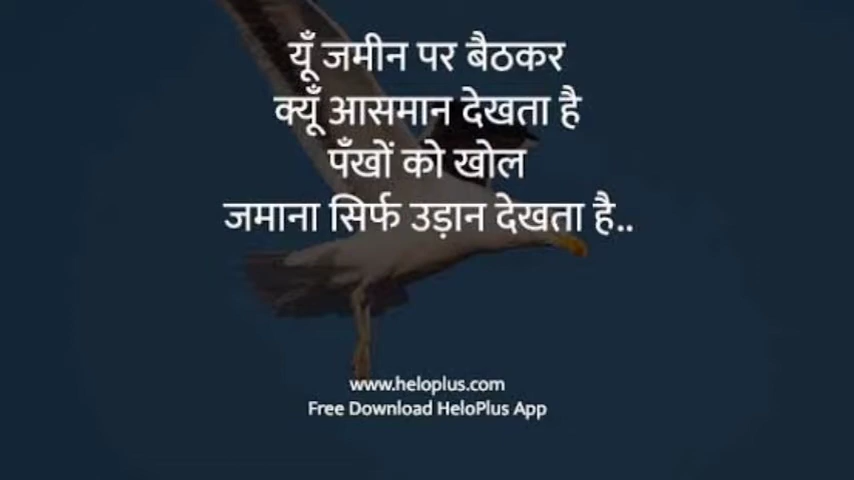 यूँ जमीन पर बैठकर
क्यूँ आसमान देखता है
पँखों को खोल
जमाना सिर्फ उड़ान देखता है..
www.heloplus.com
Free Download HeloPlus App